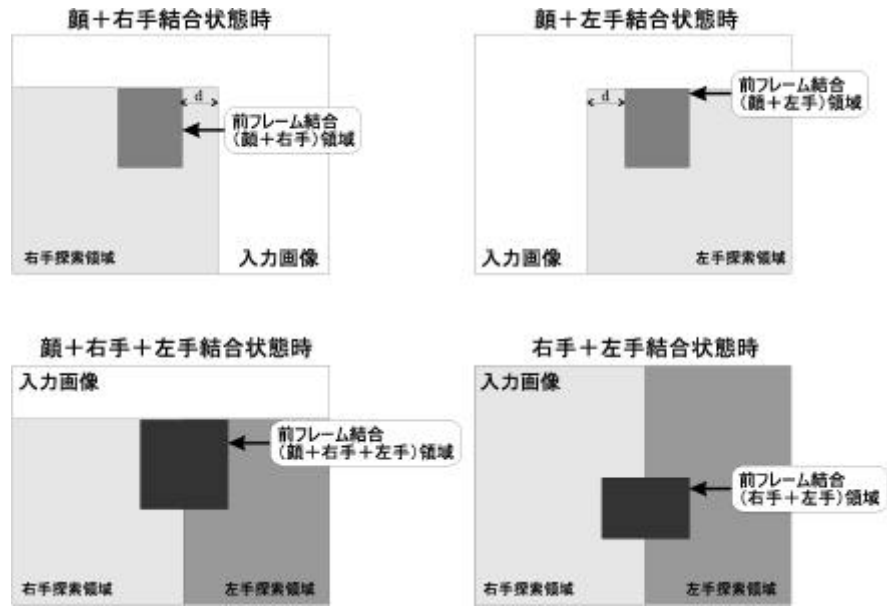 顔＋右手結合状態時
d
前フレーム結合
(顔＋右手)領域
右手探索領域
入力画像
顔＋左手結合状態時
d
前フレーム結合
(顔＋左手)領域
入力画像
左手探索領域
顔＋右手＋左手結合状態時
入力画像
前フレーム結合
(顔＋右手＋左手)領域
右手探索領域
左手探索領域
右手＋左手結合状態時
入力画像
前フレーム結合
(右手＋左手)領域
右手探索領域
左手探索領域